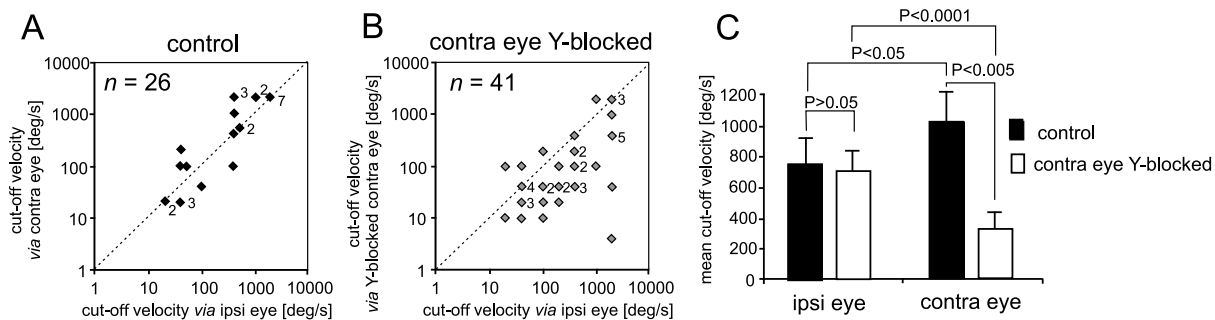 A
control
10000
1000
100
10
1
1
10
100
1000
10000
n = 26
3
2
7
2
2
3
cut-off velocity
via contra eye [deg/s]
cut-off velocity via ipsi eye [deg/s]
B
contra eye Y-blocked
10000
1000
100
10
1
1
10
100
1000
10000
n = 41
3
5
2
2
4
2
2
3
3
cut-off velocity
via Y-blocked contra eye [deg/s]
cut-off velocity via ipsi eye [deg/s]
C
P<0.0001
P<0.05
P<0.005
P>0.05
1200
1000
800
600
400
200
0
mean cut-off velocity [deg/s]
ipsi eye
contra eye
control
contra eye Y-blocked